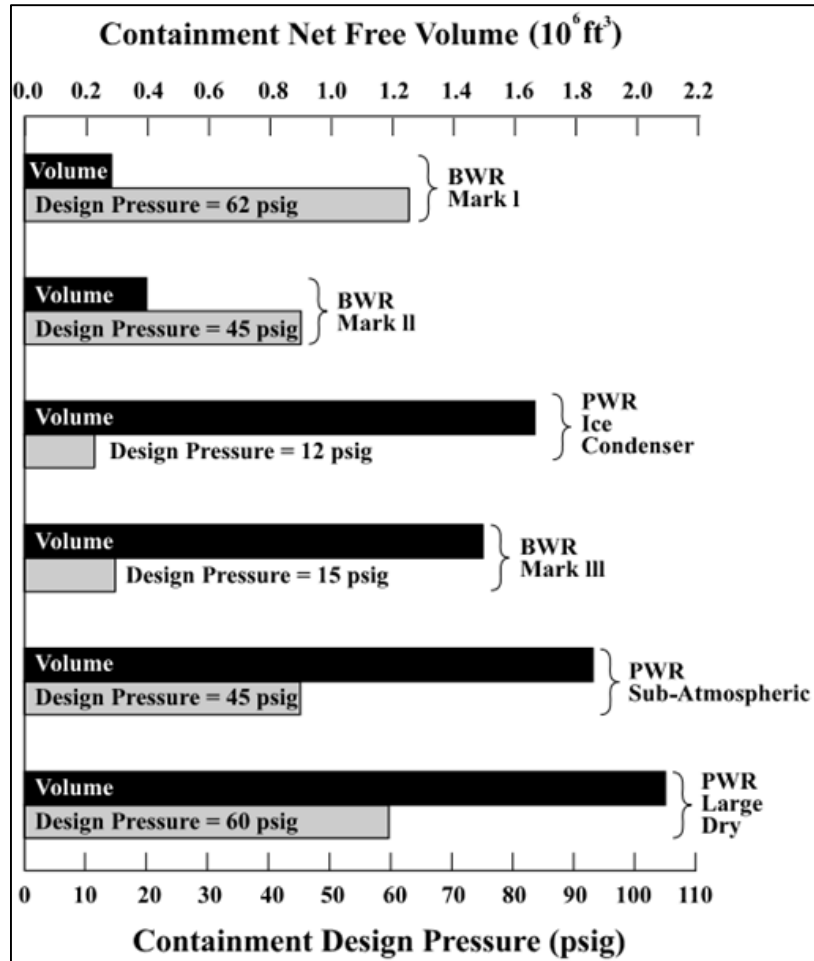 Containment Net Free Volume (10⁶ft³)
0.0 0.2 0.4 0.6 0.8 1.0 1.2 1.4 1.6 1.8 2.0 2.2
Volume
Design Pressure = 62 psig
BWR
Mark l
Volume
Design Pressure = 45 psig
BWR
Mark ll
Volume
Design Pressure = 12 psig
PWR
Ice
Condenser
Volume
Design Pressure = 15 psig
BWR
Mark lll
Volume
Design Pressure = 45 psig
PWR
Sub-Atmospheric
Volume
Design Pressure = 60 psig
PWR
Large
Dry
0 10 20 30 40 50 60 70 80 90 100 110
Containment Design Pressure (psig)